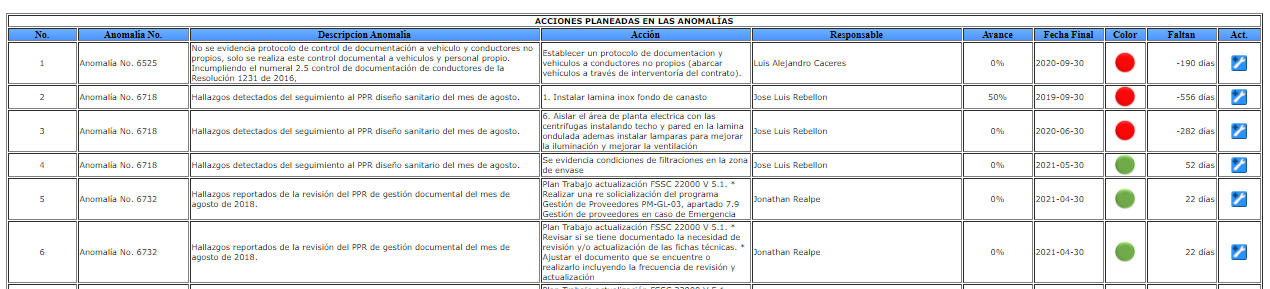 ACCIONES PLANEADAS EN LAS ANOMALÍAS
No. Anomalía No. Descripcion Anomalía Acción Responsable Avance Fecha Final Color Faltan Act.
1
Anomalía No. 6525
No se evidencia protocolo de control de documentación a vehiculo y conductores no
propios, solo se realiza este control documental a vehiculos y personal propio.
Incumpliendo el numeral 2.5 control de documentación de conductores de la
Resolución 1231 de 2016,
Establecer un protocolo de documentacion y
vehiculos a conductores no propios (abarcar
vehículos a través de interventoría del contrato).
Luis Alejandro Caceres
0%
2020-09-30
-190 días
2
Anomalía No. 6718
Hallazgos detectados del seguimiento al PPR diseño sanitario del mes de agosto.
1. Instalar lamina inox fondo de canasto
Jose Luis Rebellon
50%
2019-09-30
-556 días
3
Anomalía No. 6718
Hallazgos detectados del seguimiento al PPR diseño sanitario del mes de agosto.
6. Aislar el área de planta electrica con las
centrifugas instalando techo y pared en la lamina
ondulada ademas instalar lamparas para mejorar
la iluminación y mejorar la ventilación
Jose Luis Rebellon
0%
2020-06-30
-282 días
4
Anomalía No. 6718
Hallazgos detectados del seguimiento al PPR diseño sanitario del mes de agosto.
Se evidencia condiciones de filtraciones en la zona
de envase
Jose Luis Rebellon
0%
2021-05-30
52 días
5
Anomalía No. 6732
Hallazgos reportados de la revisión del PPR de gestión documental del mes de
agosto de 2018.
Plan Trabajo actualización FSSC 22000 V 5.1. *
Realizar una re solicialización del programa
Gestión de Proveedores PM-GL-03, apartado 7.9
Gestión de proveedores en caso de Emergencia
Jonathan Realpe
0%
2021-04-30
22 días
6
Anomalía No. 6732
Hallazgos reportados de la revisión del PPR de gestión documental del mes de
agosto de 2018.
Plan Trabajo actualización FSSC 22000 V 5.1. *
Revisar si se tiene documentado la necesidad de
revisión y/o actualización de las fichas técnicas. *
Ajustar el documento que se encuentre o
realizarlo incluyendo la frecuencia de revisión y
actualización
Jonathan Realpe
0%
2021-04-30
22 días